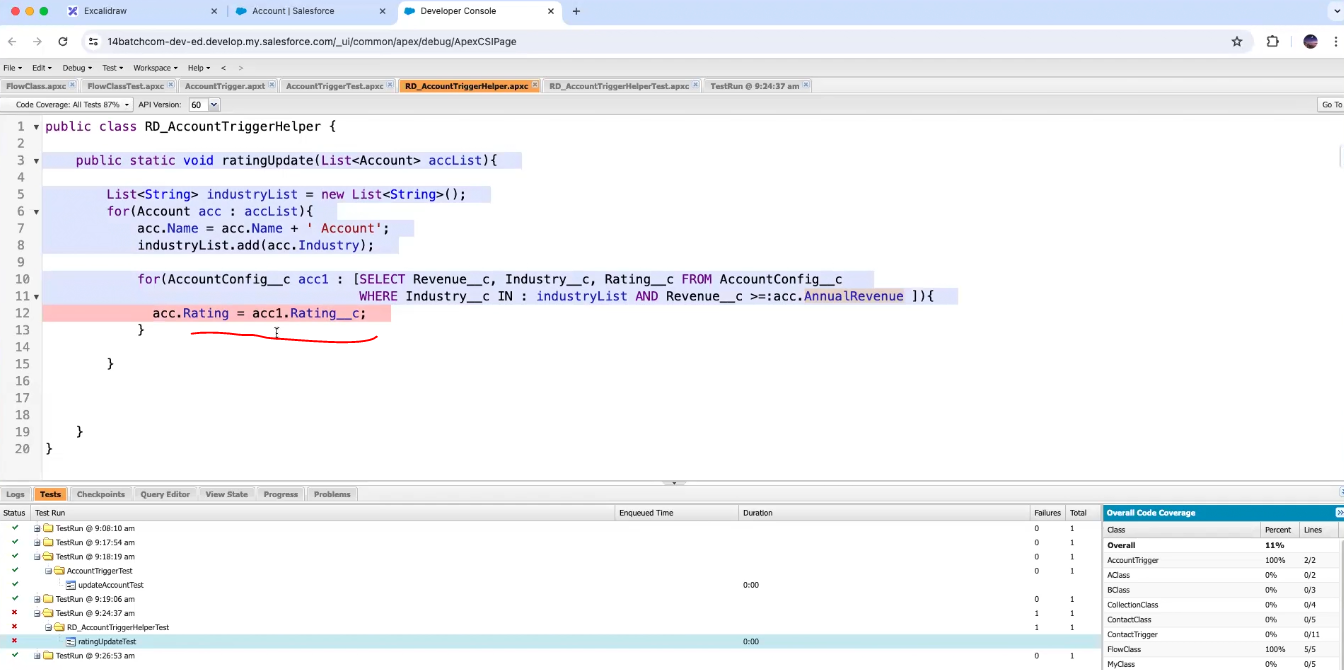 Excalidraw
Account | Salesforce
Developer Console
14batchcom-dev-ed.develop.my.salesforce.com/_ui/common/apex/debug/ApexCSIPage
File Edit Debug Test Workspace Help < >
FlowClass.apxc FlowClassTest.apxc AccountTrigger.apxt AccountTriggerTest.apxc RD_AccountTriggerHelper.apxc RD_AccountTriggerHelperTest.apxc TestRun @ 9:24:37 am
Code Coverage: All Tests 87% API Version: 60 Go To
1 public class RD_AccountTriggerHelper {
2
3 public static void ratingUpdate(List<Account> accList){
4
5 List<String> industryList = new List<String>();
6 for(Account acc : accList){
7 acc.Name = acc.Name + ' Account';
8 industryList.add(acc.Industry);
9
10 for(AccountConfig__c acc1 : [SELECT Revenue__c, Industry__c, Rating__c FROM AccountConfig__c
11 WHERE Industry__c IN : industryList AND Revenue__c >=:acc.AnnualRevenue ]){
12 acc.Rating = acc1.Rating__c;
13 }
14
15 }
16
17
18
19 }
20 }
Logs Tests Checkpoints Query Editor View State Progress Problems
Status Test Run Enqueued Time Duration Failures Total
TestRun @ 9:08:10 am 0 1
TestRun @ 9:17:54 am 0 1
TestRun @ 9:18:19 am 0 1
AccountTriggerTest 0 1
updateAccountTest 0:00
TestRun @ 9:19:06 am 0 1
TestRun @ 9:24:37 am 1 1
RD_AccountTriggerHelperTest 1 1
ratingUpdateTest 0:00
TestRun @ 9:26:53 am 0 1
Overall Code Coverage
Class Percent Lines
Overall 11%
AccountTrigger 100% 2/2
AClass 0% 0/2
BClass 0% 0/3
CollectionClass 0% 0/4
ContactClass 0% 0/5
ContactTrigger 0% 0/11
FlowClass 100% 5/5
MyClass 0% 0/5